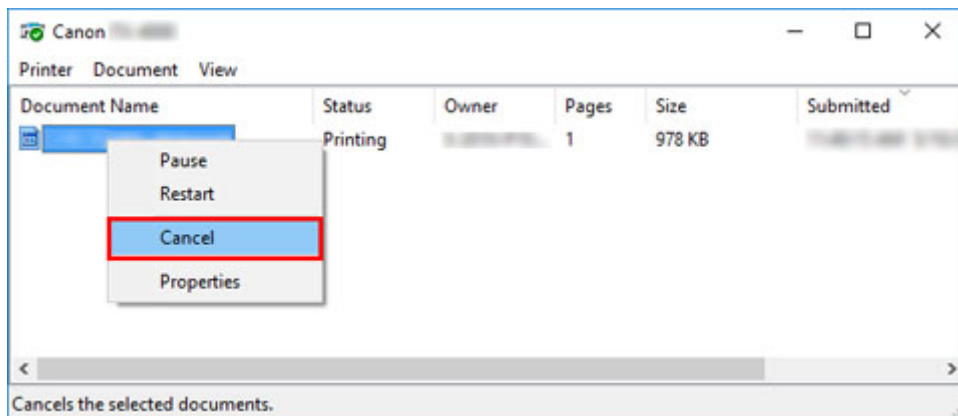 Canon
Printer Document View
Document Name Status Owner Pages Size Submitted
Printing 1 978 KB
Pause
Restart
Cancel
Properties
Cancels the selected documents.